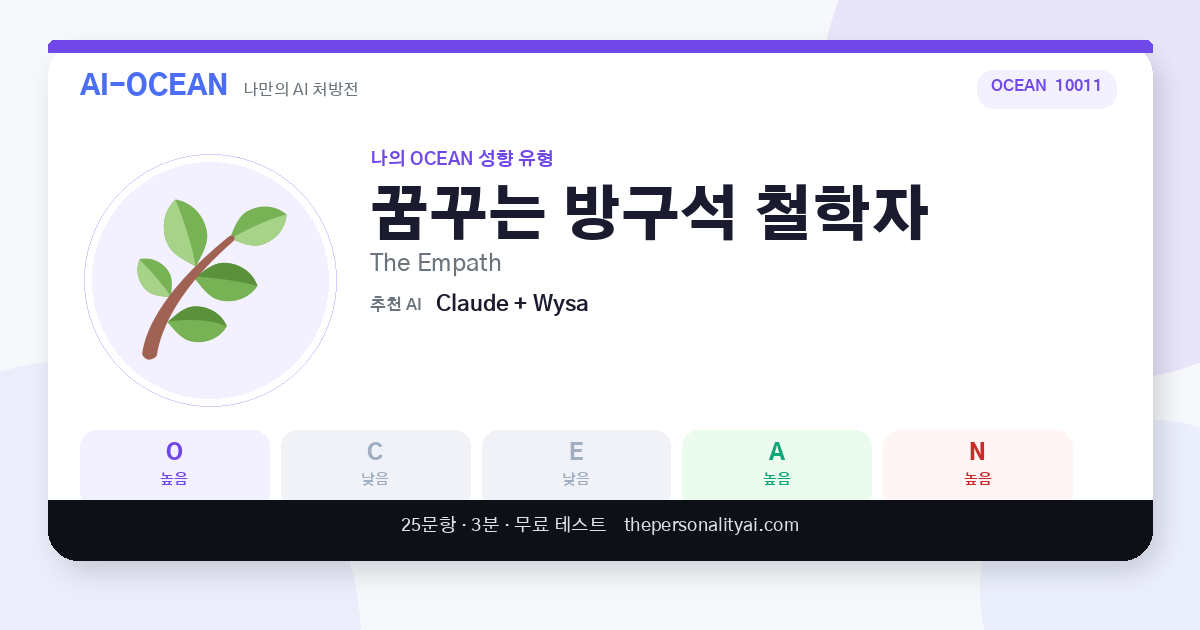 AI-OCEAN 나만의 AI 처방전
OCEAN 10011
나의 OCEAN 성향 유형
꿈꾸는 방구석 철학자
The Empath
추천 AI Claude + Wysa
O C E A N
높음 낮음 낮음 높음 높음
25문항 · 3분 · 무료 테스트 thepersonalityai.com